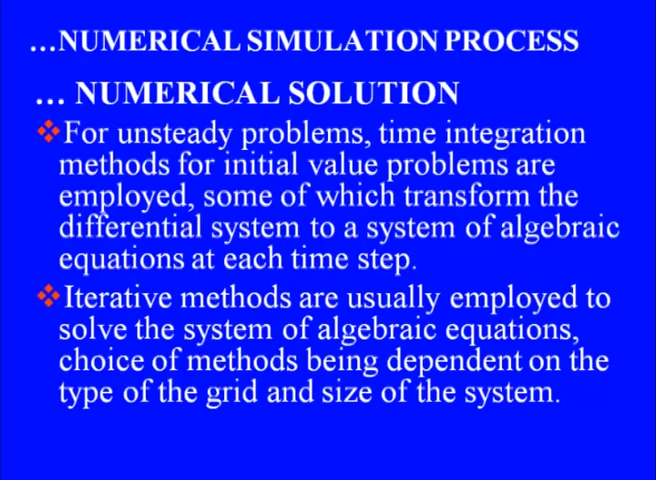 ...NUMERICAL SIMULATION PROCESS
... NUMERICAL SOLUTION
❖For unsteady problems, time integration
methods for initial value problems are
employed, some of which transform the
differential system to a system of algebraic
equations at each time step.
❖Iterative methods are usually employed to
solve the system of algebraic equations,
choice of methods being dependent on the
type of the grid and size of the system.